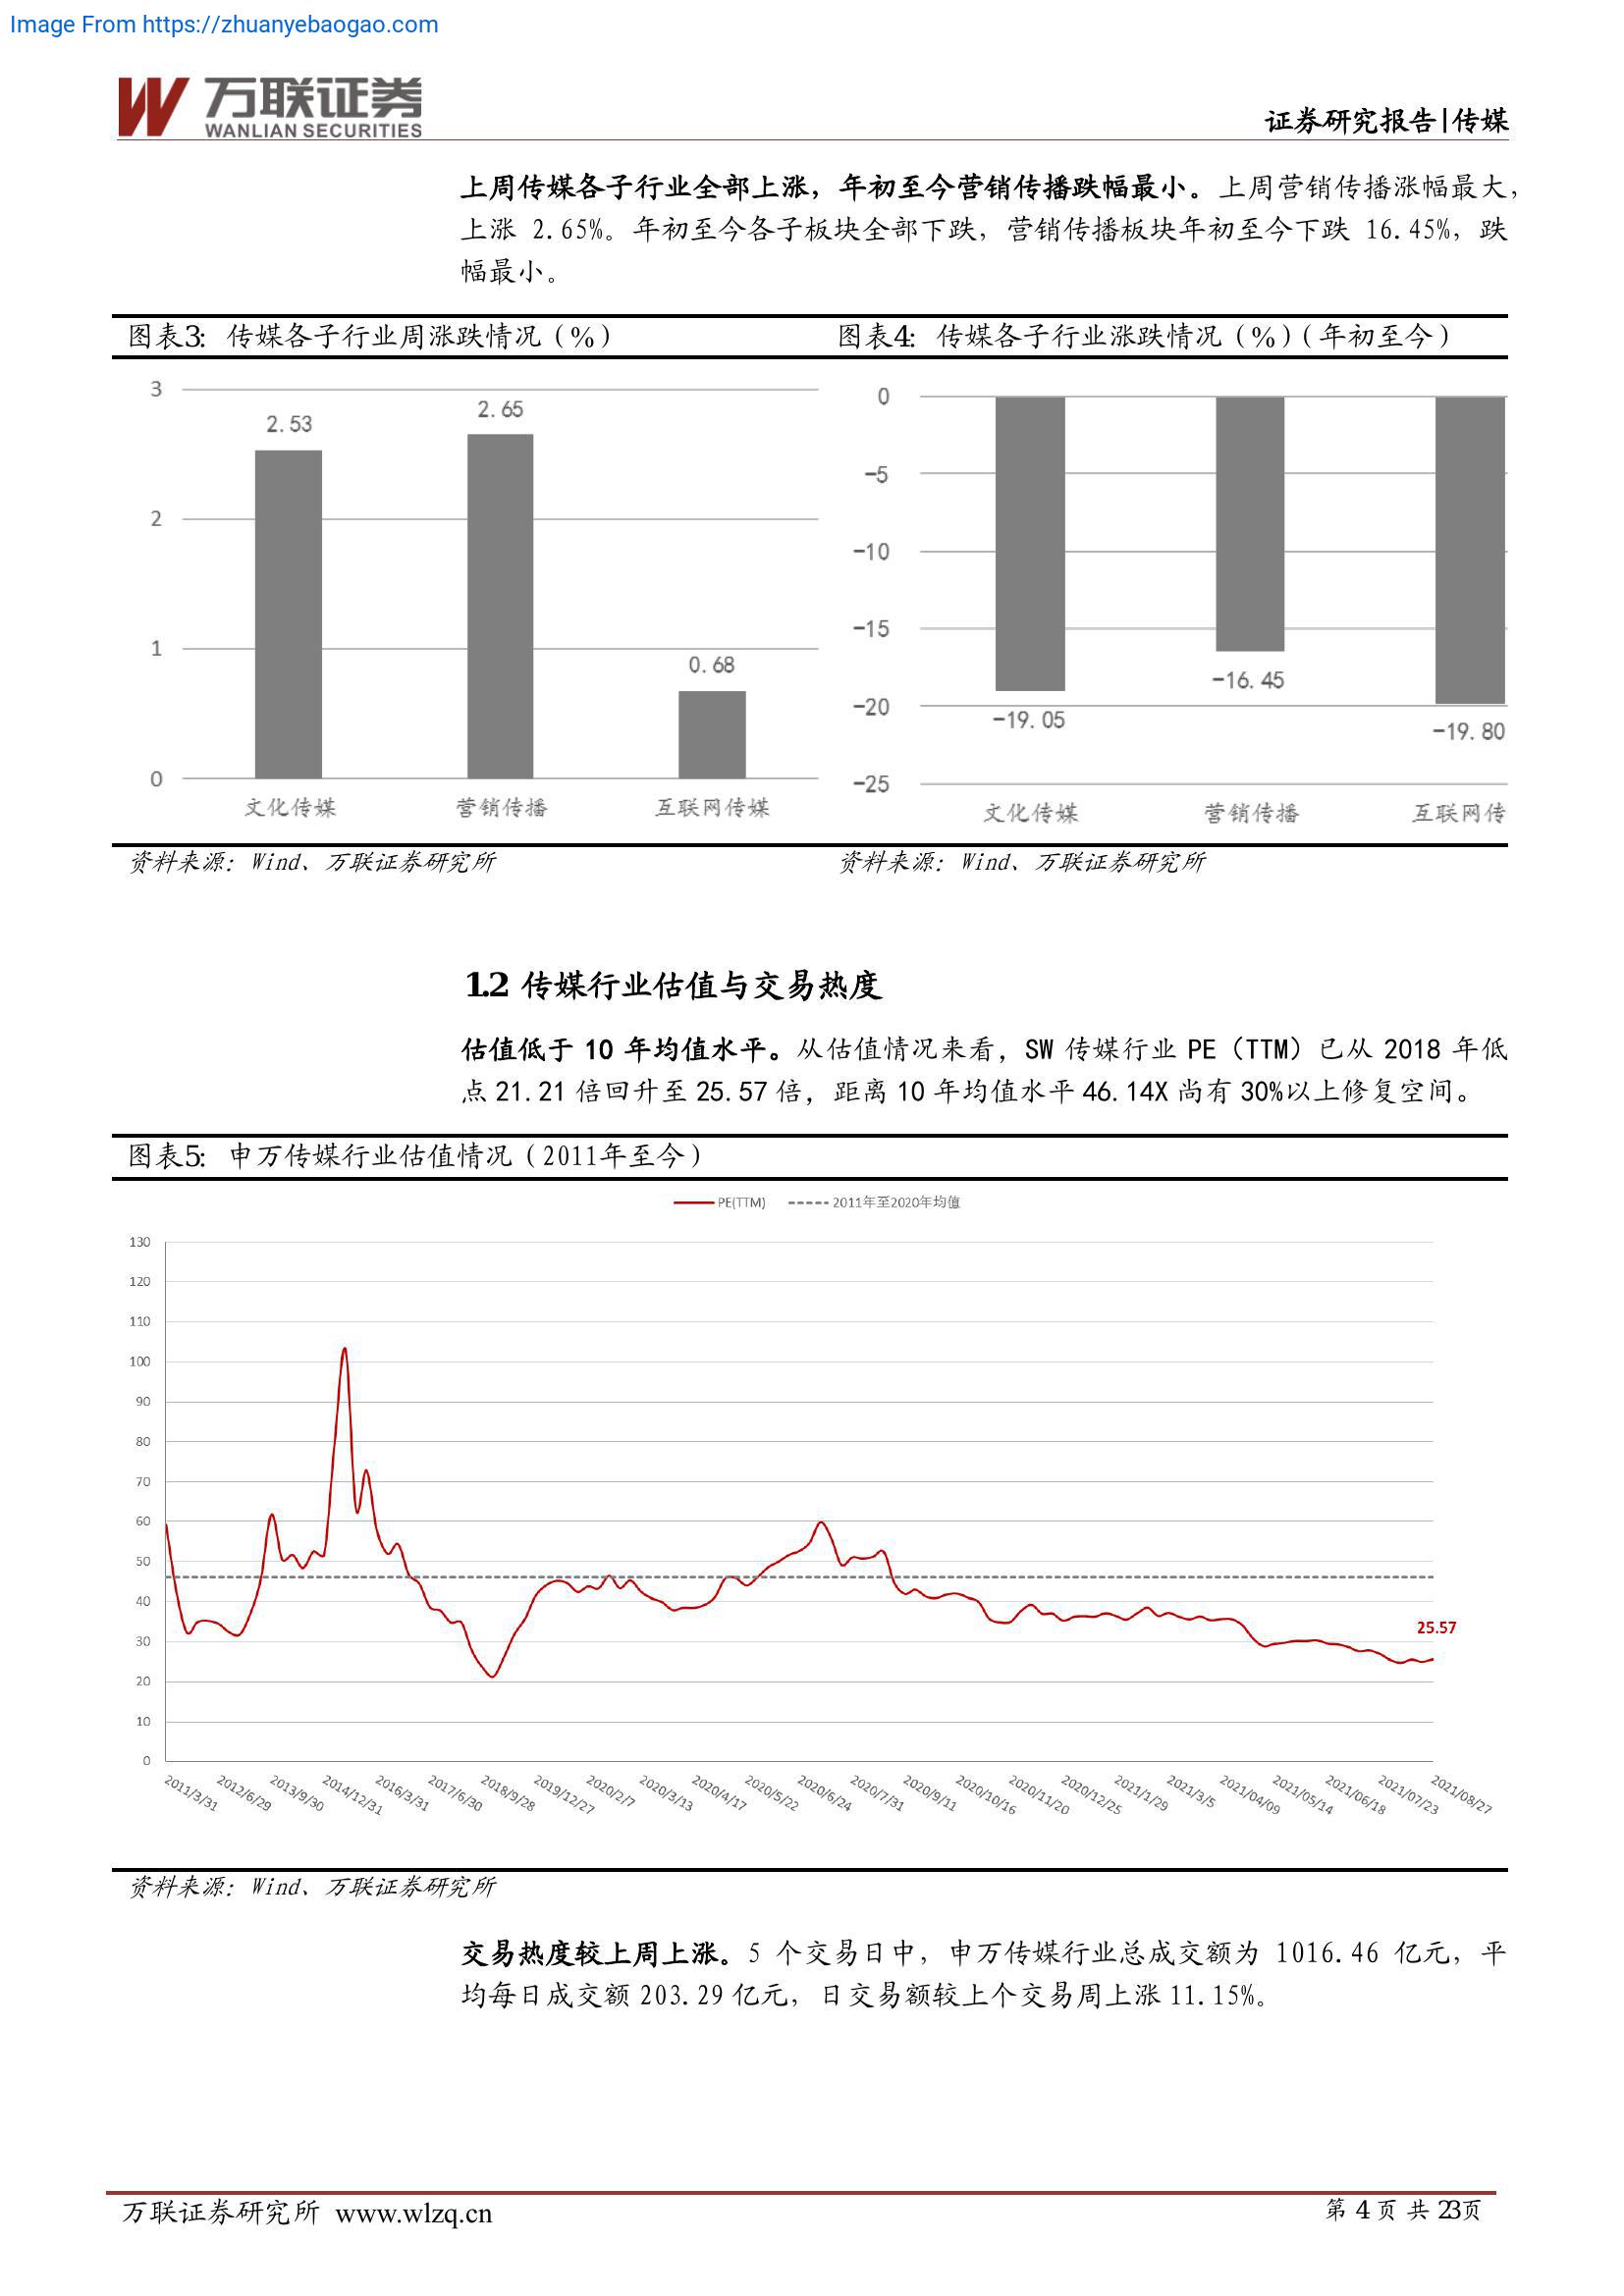 Image From https://zhuanyebaogao.com
万联证券
WANLIAN SECURITIES
证券研究报告|传媒
上周传媒各子行业全部上涨，年初至今营销传播跌幅最小。上周营销传播涨幅最大，
上涨 2.65%。年初至今各子板块全部下跌，营销传播板块年初至今下跌 16.45%，跌
幅最小。
图表3: 传媒各子行业周涨跌情况（%）
图表4: 传媒各子行业涨跌情况（%）（年初至今）
3
2
1
0
2.53
2.65
0.68
文化传媒 营销传播 互联网传媒
0
-5
-10
-15
-20
-25
-19.05
-16.45
-19.80
文化传媒 营销传播 互联网传
资料来源：Wind、万联证券研究所
资料来源：Wind、万联证券研究所
1.2 传媒行业估值与交易热度
估值低于 10 年均值水平。从估值情况来看，SW 传媒行业 PE（TTM）已从 2018 年低
点 21.21 倍回升至 25.57 倍，距离 10 年均值水平 46.14X 尚有 30%以上修复空间。
图表5: 申万传媒行业估值情况（2011年至今）
PE(TTM) 2011年至2020年均值
130
120
110
100
90
80
70
60
50
40
30
20
10
0
25.57
2011/3/31 2012/6/29 2013/9/30 2014/12/31 2016/3/31 2017/6/30 2018/9/28 2019/12/27 2020/2/7 2020/3/13 2020/4/17 2020/5/22 2020/6/24 2020/7/31 2020/9/11 2020/10/16 2020/11/20 2020/12/25 2021/1/29 2021/3/5 2021/04/09 2021/05/14 2021/06/18 2021/07/23 2021/08/27
资料来源：Wind、万联证券研究所
交易热度较上周上涨。5 个交易日中，申万传媒行业总成交额为 1016.46 亿元，平
均每日成交额 203.29 亿元，日交易额较上个交易周上涨 11.15%。
万联证券研究所 www.wlzq.cn
第 4 页 共 23页